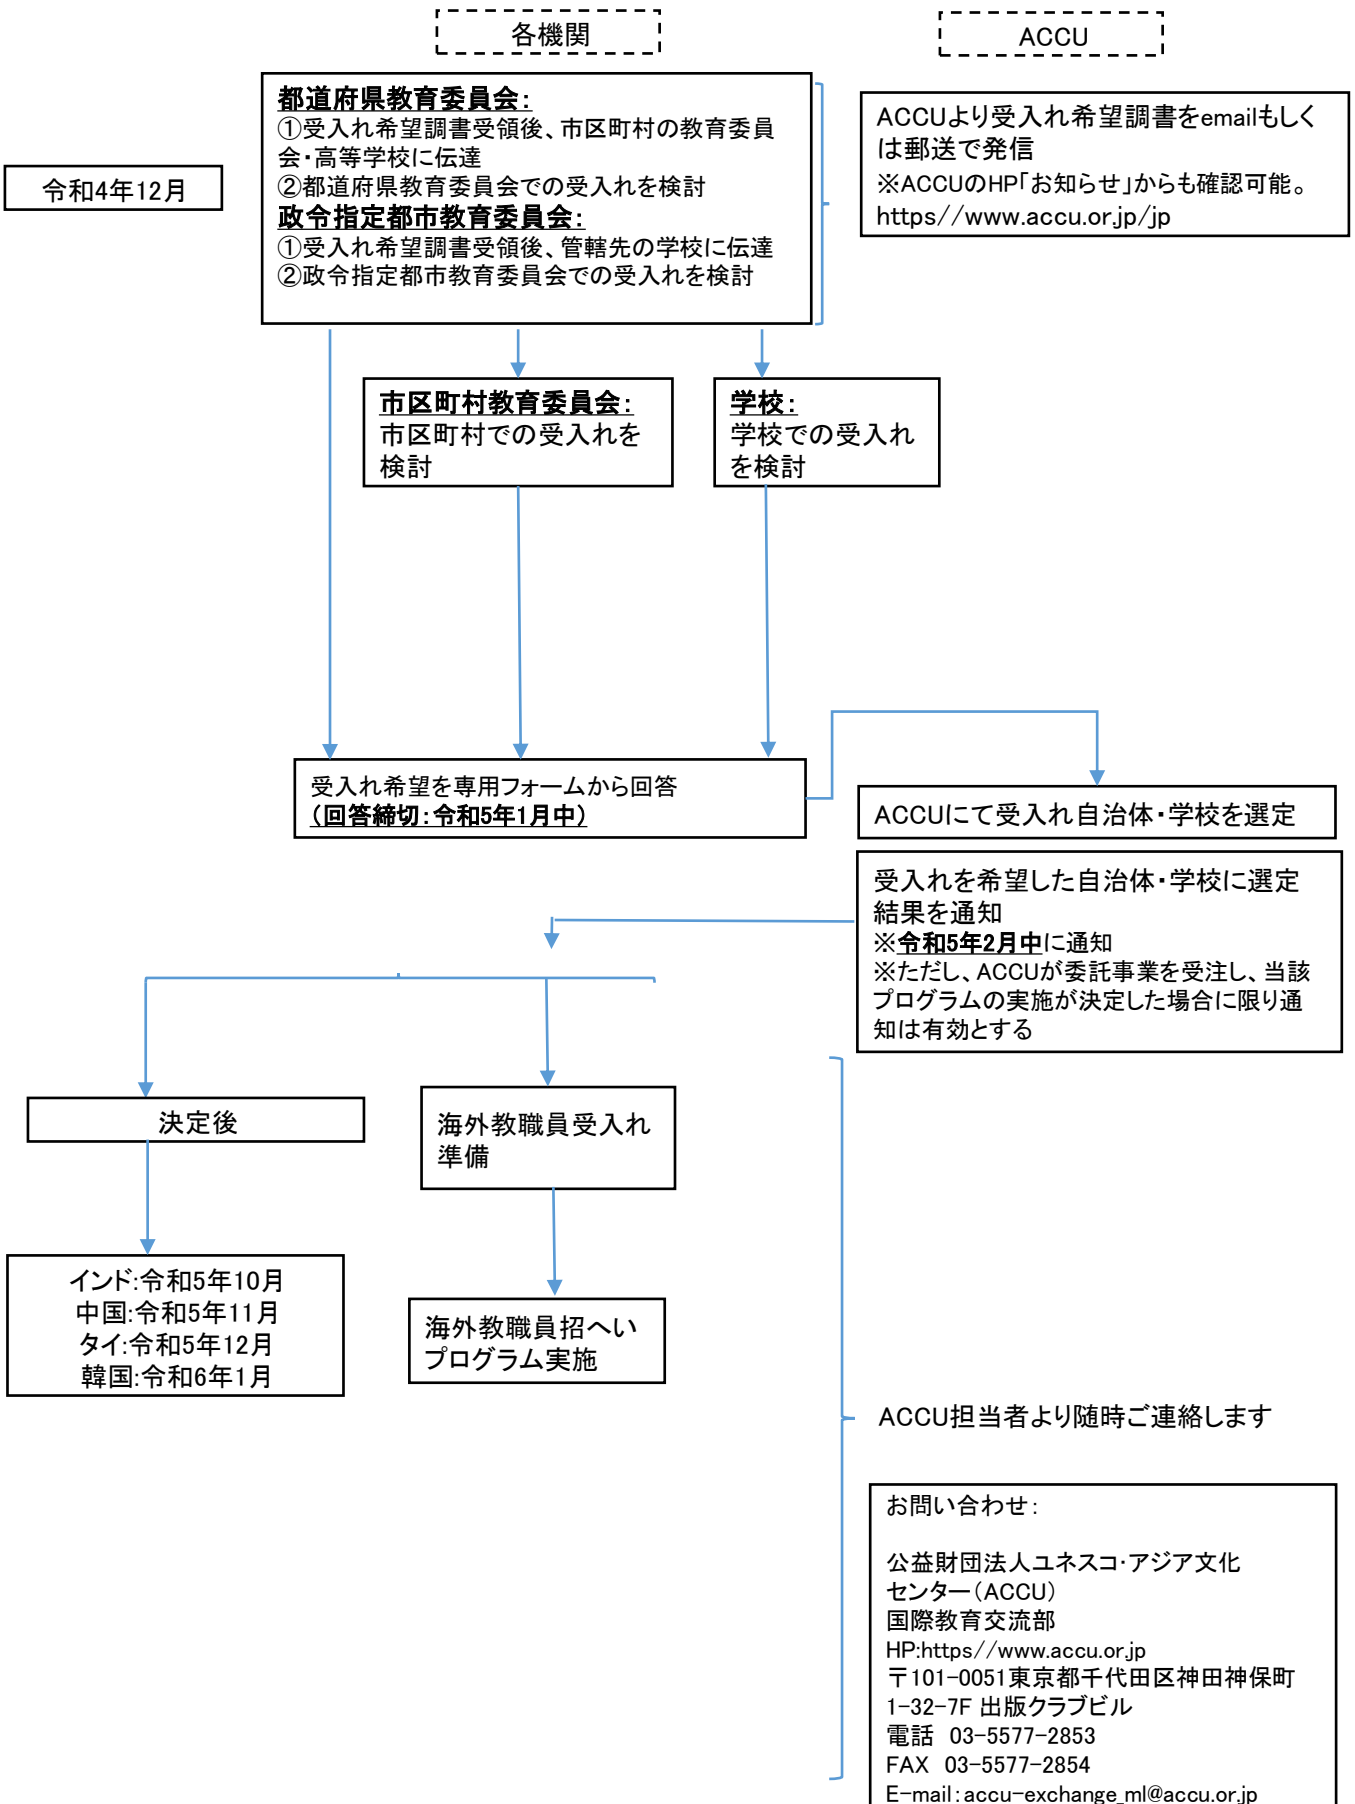 各機関
ACCU
令和4年12月
都道府県教育委員会：
①受入れ希望調書受領後、市区町村の教育委員
会・高等学校に伝達
②都道府県教育委員会での受入れを検討
政令指定都市教育委員会：
①受入れ希望調書受領後、管轄先の学校に伝達
②政令指定都市教育委員会での受入れを検討
ACCUより受入れ希望調書をemailもしく
は郵送で発信
※ACCUのHP「お知らせ」からも確認可能。
https//www.accu.or.jp/jp
市区町村教育委員会：
市区町村での受入れを
検討
学校：
学校での受入れ
を検討
受入れ希望を専用フォームから回答
（回答締切：令和5年1月中）
ACCUにて受入れ自治体・学校を選定
受入れを希望した自治体・学校に選定
結果を通知
※令和5年2月中に通知
※ただし、ACCUが委託事業を受注し、当該
プログラムの実施が決定した場合に限り通
知は有効とする
決定後
海外教職員受入れ
準備
インド:令和5年10月
中国:令和5年11月
タイ:令和5年12月
韓国:令和6年1月
海外教職員招へい
プログラム実施
ACCU担当者より随時ご連絡します
お問い合わせ：
公益財団法人ユネスコ・アジア文化
センター（ACCU）
国際教育交流部
HP:https//www.accu.or.jp
〒101-0051東京都千代田区神田神保町
1-32-7F 出版クラブビル
電話 03-5577-2853
FAX 03-5577-2854
E-mail：accu-exchange_ml@accu.or.jp